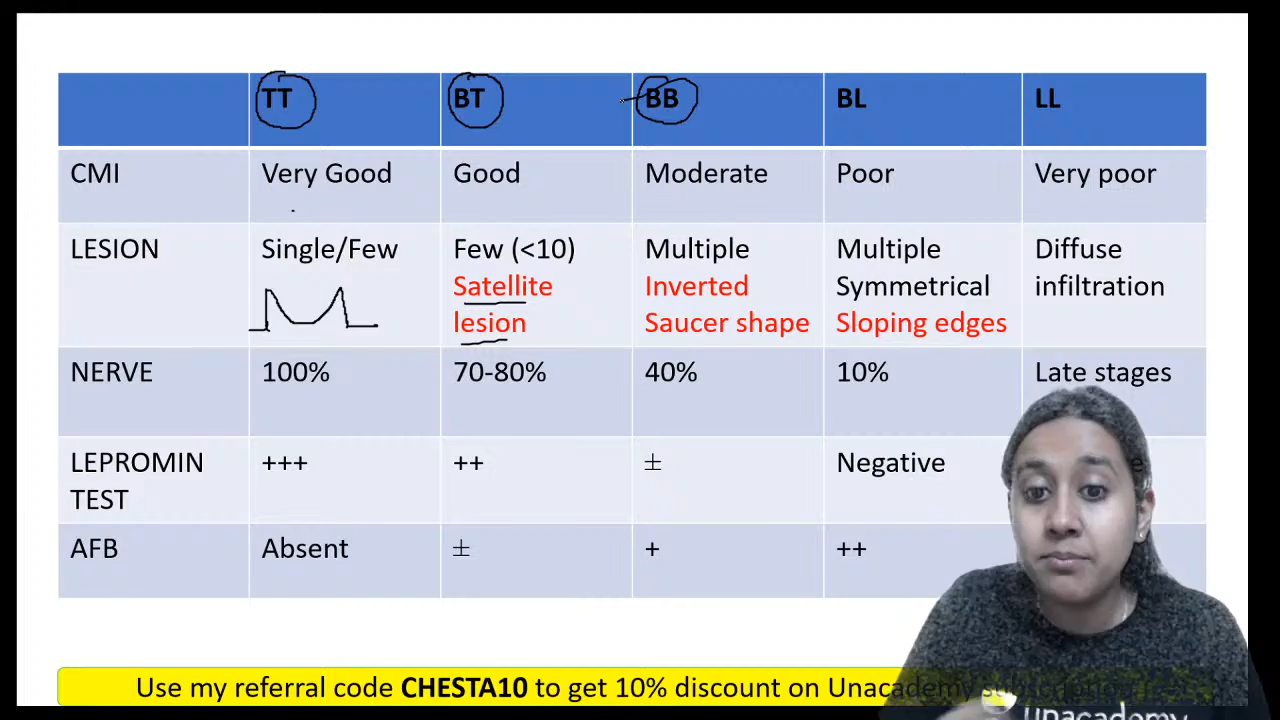 TT BT BB BL LL
CMI Very Good Good Moderate Poor Very poor
LESION Single/Few Few (<10) Multiple Multiple Diffuse
Satellite Inverted Symmetrical infiltration
lesion Saucer shape Sloping edges
NERVE 100% 70-80% 40% 10% Late stages
LEPROMIN +++ ++ ± Negative
TEST
AFB Absent ± + ++
Use my referral code CHESTA10 to get 10% discount on Unacademy subscription
unacademy